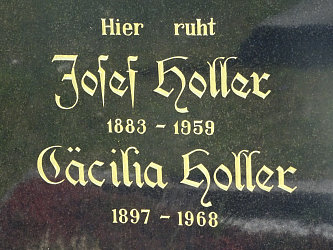 Hier ruht
Joſef Holler
1883 - 1959
Cäcilia Holler
1897 - 1968